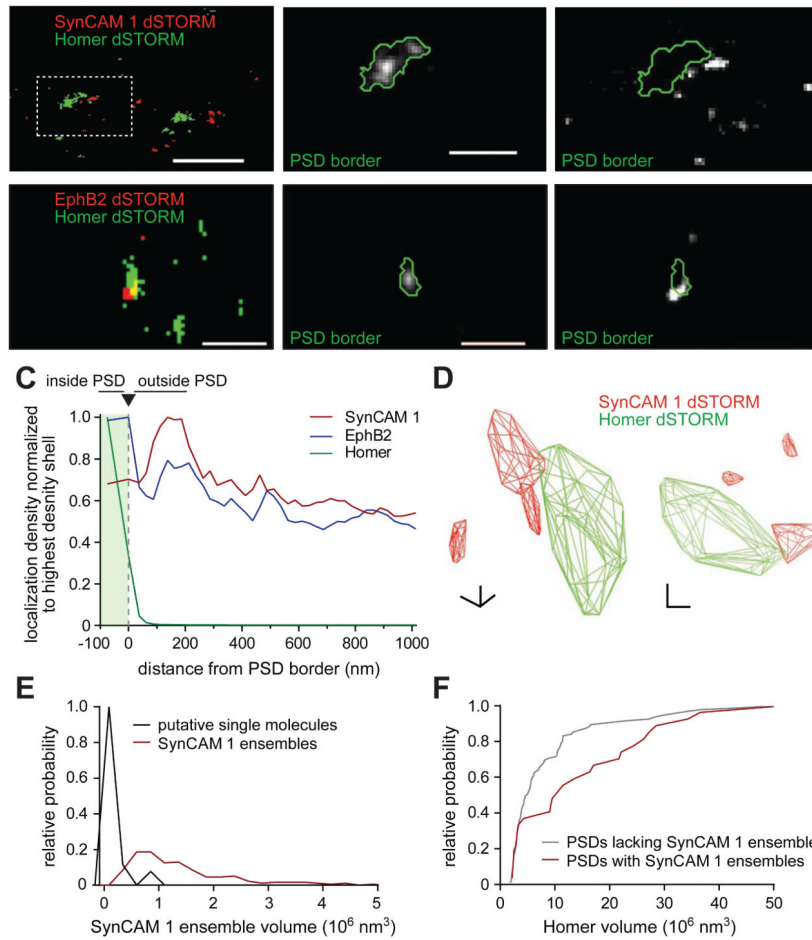 SynCAM 1 dSTORM
Homer dSTORM
PSD border
PSD border
EphB2 dSTORM
Homer dSTORM
PSD border
PSD border
C
inside PSD
outside PSD
SynCAM 1
EphB2
Homer
localization density normalized
to highest desnity shell
1.0
0.8
0.6
0.4
0.2
0
-100
0
200
400
600
800
1000
distance from PSD border (nm)
D
SynCAM 1 dSTORM
Homer dSTORM
E
putative single molecules
SynCAM 1 ensembles
relative probability
1.0
0.8
0.6
0.4
0.2
0
0
1
2
3
4
5
SynCAM 1 ensemble volume (10⁶ nm³)
F
relative probability
1.0
0.8
0.6
0.4
0.2
0
PSDs lacking SynCAM 1 ensemble
PSDs with SynCAM 1 ensembles
0
10
20
30
40
50
Homer volume (10⁶ nm³)